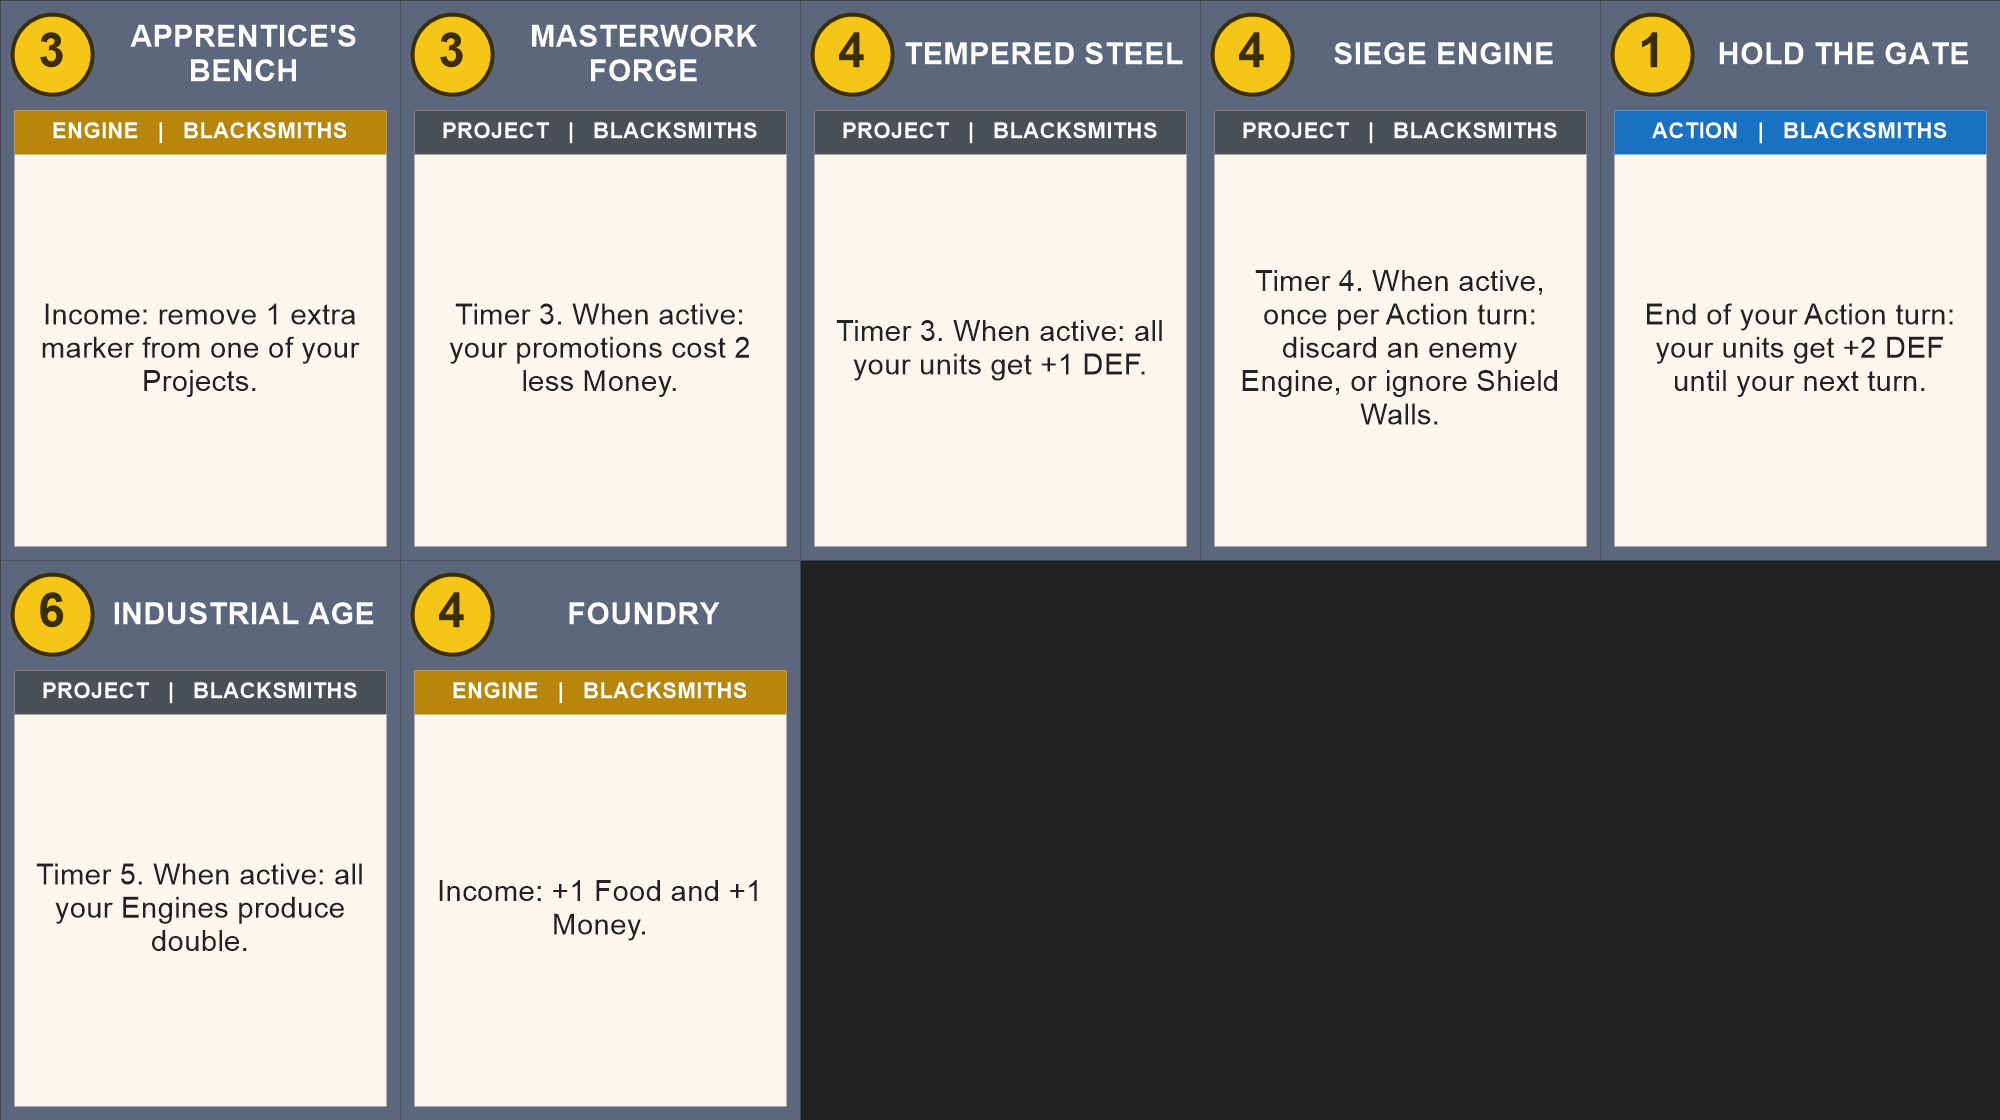 3
APPRENTICE'S
BENCH
ENGINE | BLACKSMITHS
Income: remove 1 extra
marker from one of your
Projects.
3
MASTERWORK
FORGE
PROJECT | BLACKSMITHS
Timer 3. When active:
your promotions cost 2
less Money.
4
TEMPERED STEEL
PROJECT | BLACKSMITHS
Timer 3. When active: all
your units get +1 DEF.
4
SIEGE ENGINE
PROJECT | BLACKSMITHS
Timer 4. When active,
once per Action turn:
discard an enemy
Engine, or ignore Shield
Walls.
1
HOLD THE GATE
ACTION | BLACKSMITHS
End of your Action turn:
your units get +2 DEF
until your next turn.
6
INDUSTRIAL AGE
PROJECT | BLACKSMITHS
Timer 5. When active: all
your Engines produce
double.
4
FOUNDRY
ENGINE | BLACKSMITHS
Income: +1 Food and +1
Money.